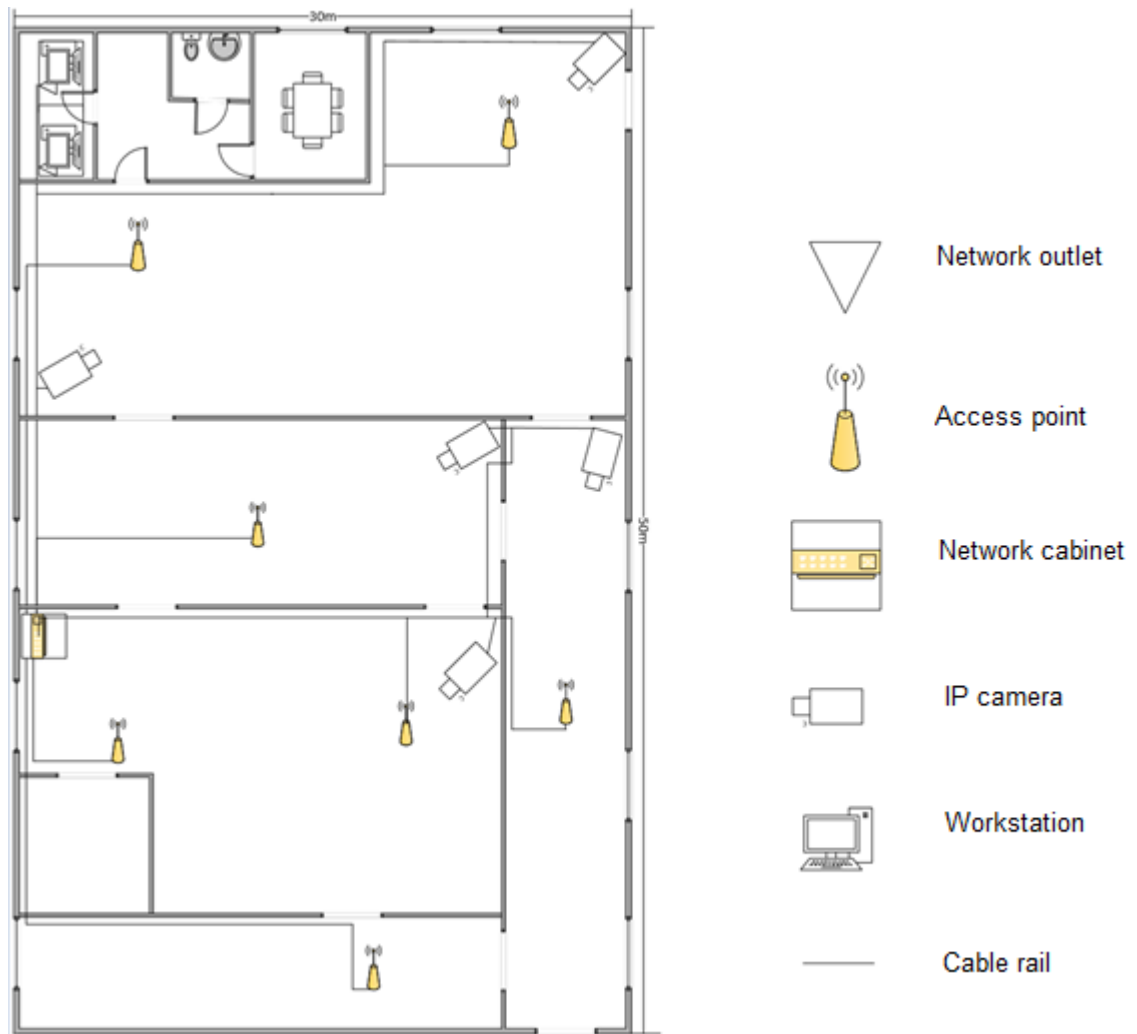 30m
50m
Network outlet
Access point
Network cabinet
IP camera
Workstation
Cable rail